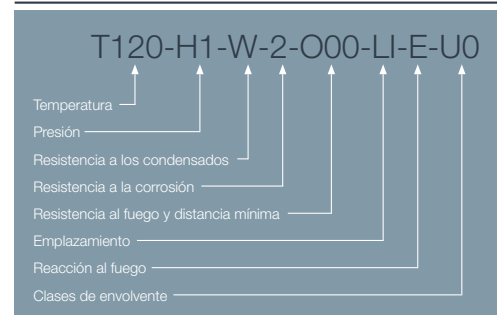 T120-H1-W-2-O00-LI-E-U0
Temperatura
Presión
Resistencia a los condensados
Resistencia a la corrosión
Resistencia al fuego y distancia mínima
Emplazamiento
Reacción al fuego
Clases de envolvente